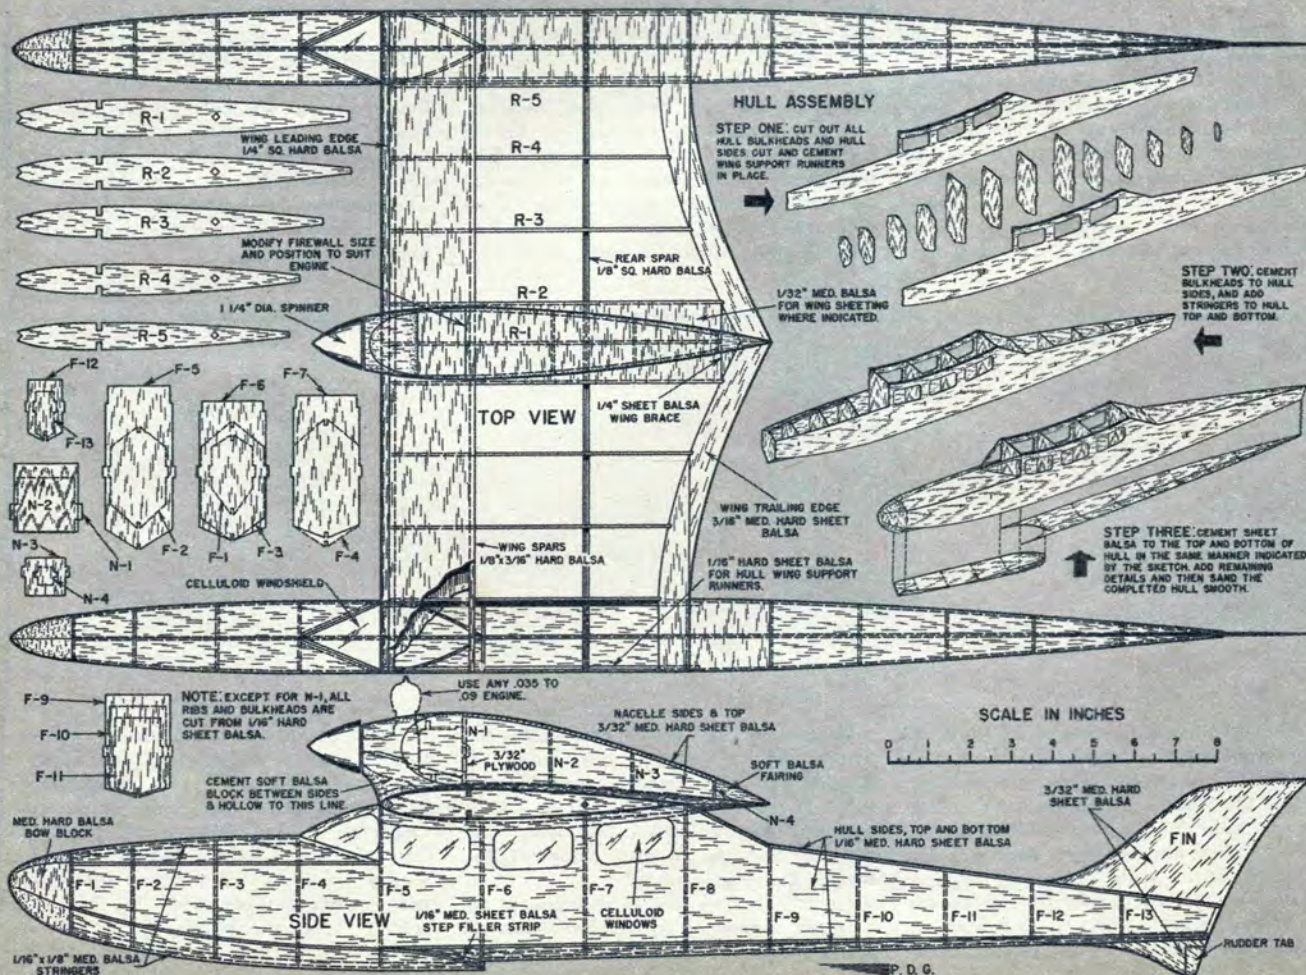 R-5
R-4
R-3
R-2
R-1
R-1
R-2
R-3
R-4
R-5
WING LEADING EDGE
1/4" SQ. HARD BALSA
MODIFY FIREWALL SIZE
AND POSITION TO SUIT
ENGINE
1 1/4" DIA. SPINNER
REAR SPAR
1/8" SQ. HARD BALSA
1/32" MED. BALSA
FOR WING SHEETING
WHERE INDICATED.
TOP VIEW
1/4" SHEET BALSA
WING BRACE
WING TRAILING EDGE
3/16" MED. HARD SHEET
BALSA
WING SPARS
1/8"x3/16" HARD BALSA
1/16" HARD SHEET BALSA
FOR HULL WING SUPPORT
RUNNERS.
CELLULOID WINDSHIELD
F-12
F-13
F-5
F-2
F-6
F-1
F-3
F-7
F-4
N-2
N-1
N-3
N-4
HULL ASSEMBLY
STEP ONE: CUT OUT ALL
HULL BULKHEADS AND HULL
SIDES CUT AND CEMENT
WING SUPPORT RUNNERS
IN PLACE.
STEP TWO: CEMENT
BULKHEADS TO HULL
SIDES, AND ADD
STRINGERS TO HULL
TOP AND BOTTOM.
STEP THREE: CEMENT SHEET
BALSA TO THE TOP AND BOTTOM OF
HULL IN THE SAME MANNER INDICATED
BY THE SKETCH. ADD REMAINING
DETAILS AND THEN SAND THE
COMPLETED HULL SMOOTH.
F-9
F-10
F-11
NOTE: EXCEPT FOR N-1, ALL
RIBS AND BULKHEADS ARE
CUT FROM 1/16" HARD
SHEET BALSA.
USE ANY .035 TO
.09 ENGINE.
NACELLE SIDES & TOP
3/32" MED. HARD SHEET BALSA
SCALE IN INCHES
0 1 2 3 4 5 6 7 8
N-1
3/32"
PLYWOOD
N-2
N-3
SOFT BALSA
FAIRING
N-4
CEMENT SOFT BALSA
BLOCK BETWEEN SIDES
& HOLLOW TO THIS LINE.
MED. HARD BALSA
BOW BLOCK
3/32" MED. HARD
SHEET BALSA
FIN
HULL SIDES, TOP AND BOTTOM
1/16" MED. HARD SHEET BALSA
F-1 F-2 F-3 F-4 F-5 F-6 F-7 F-8 F-9 F-10 F-11 F-12 F-13
SIDE VIEW
1/16" MED. SHEET BALSA
STEP FILLER STRIP
CELLULOID
WINDOWS
RUDDER TAB
1/16"x1/8" MED. BALSA
STRINGERS
P. D. G.